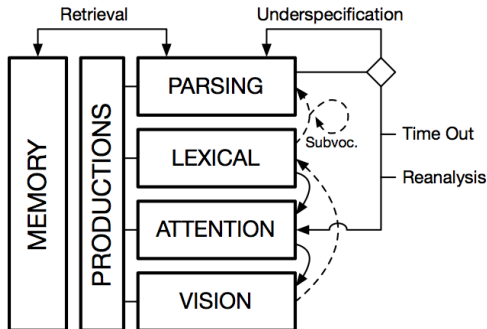 Retrieval
Underspecification
MEMORY
PRODUCTIONS
PARSING
Subvoc.
LEXICAL
Time Out
Reanalysis
ATTENTION
VISION